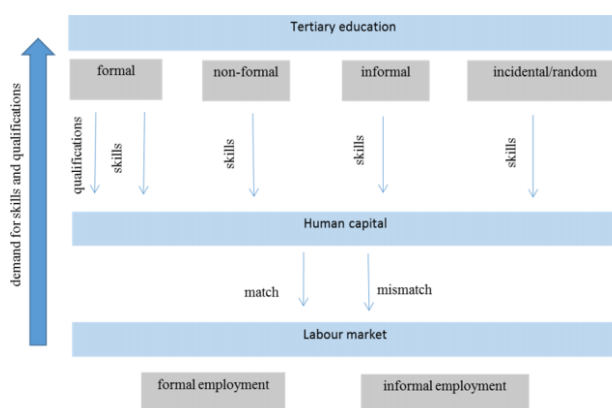 Tertiary education
formal
non-formal
informal
incidental/random
demand for skills and qualifications
qualifications
skills
skills
skills
skills
Human capital
match
mismatch
Labour market
formal employment
informal employment